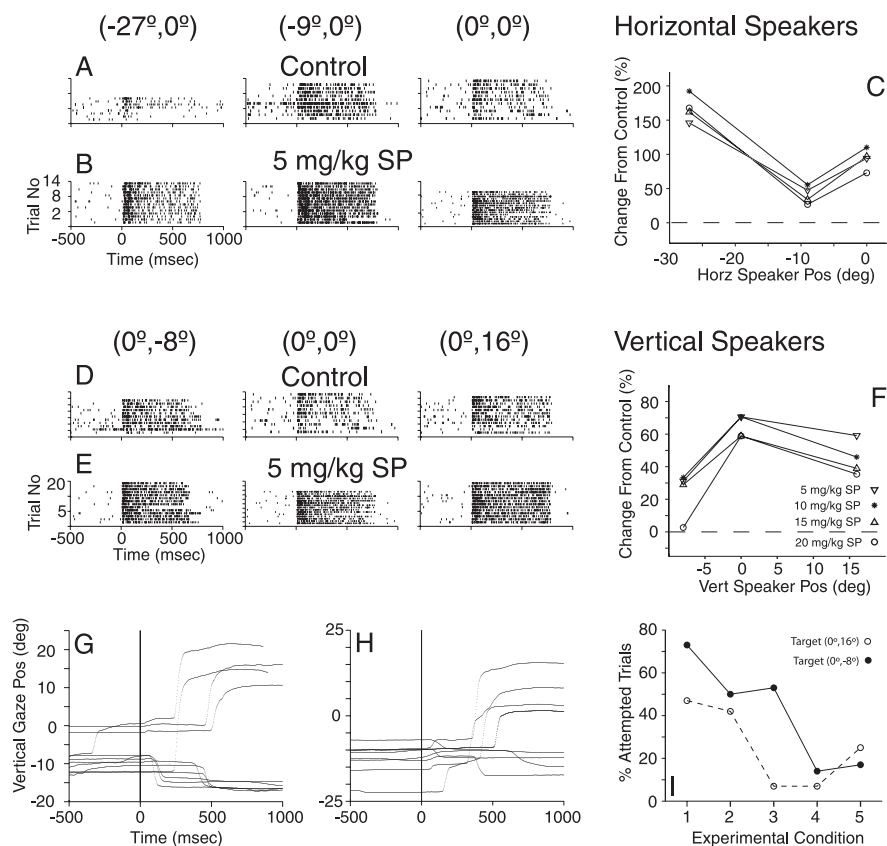 (-27º,0º) (-9º,0º) (0º,0º) Horizontal Speakers
A Control
B 5 mg/kg SP
Trial No
14
8
2
-500 0 1000
Time (msec)
C
Change From Control (%)
200
150
100
50
0
-30 -20 -10 0
Horz Speaker Pos (deg)
(0º,-8º) (0º,0º) (0º,16º) Vertical Speakers
D Control
E 5 mg/kg SP
Trial No
20
5
-500 0 1000
Time (msec)
F
Change From Control (%)
80
60
40
20
0
5 mg/kg SP
10 mg/kg SP
15 mg/kg SP
20 mg/kg SP
-5 0 5 10 15
Vert Speaker Pos (deg)
G
Vertical Gaze Pos (deg)
20
10
0
-10
-20
-500 0 500 1000
Time (msec)
H
25
0
-25
-500 0 500 1000
I
% Attempted Trials
80
60
40
20
0
Target (0º,16º)
Target (0º,-8º)
1 2 3 4 5
Experimental Condition